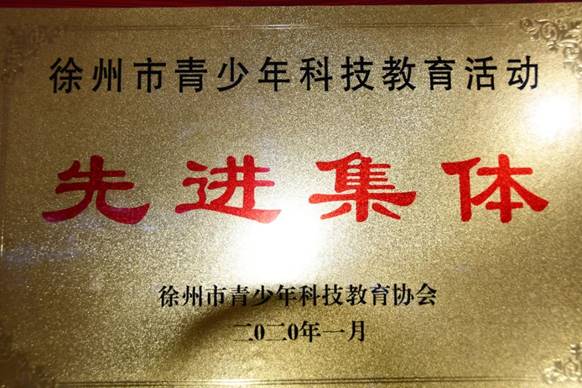 徐州市青少年科技教育活动
先进集体
徐州市青少年科技教育协会
二〇二〇年一月